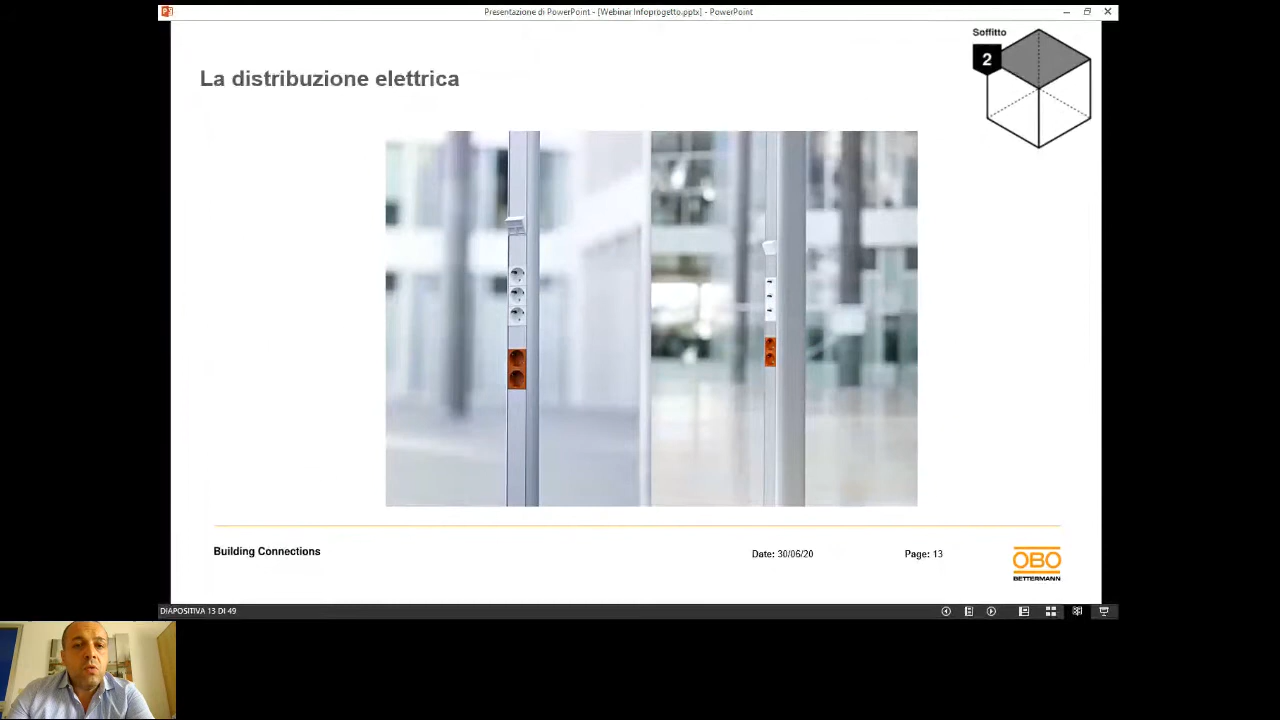 Presentazione di PowerPoint - [Webinar Infoprogetto.pptx] - PowerPoint
Soffitto
2
La distribuzione elettrica
Building Connections
Date: 30/06/20
Page: 13
OBO
BETTERMANN
DIAPOSITIVA 13 DI 49